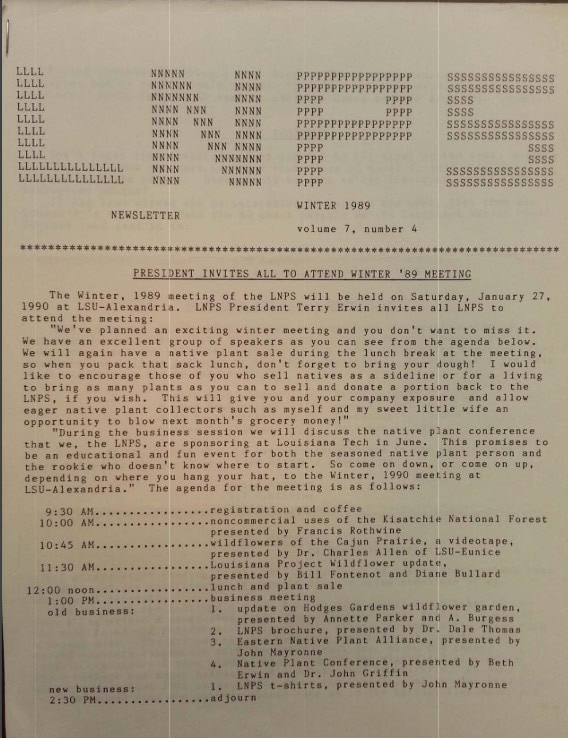 LLLL NNNNN NNNN PPPPPPPPPPPPPPPPP SSSSSSSSSSSSSSSS
LLLL NNNNNN NNNN PPPPPPPPPPPPPPPPP SSSSSSSSSSSSSSSS
LLLL NNNNNNN NNNN PPPP P SSSS
LLLL NNNN NNN NNNN PPPP P SSSS
LLLL NNNN NNN NNNN PPPPPPPPPPPPPPPPP SSSSSSSSSSSSSSSS
LLLL NNNN NNN NNNN PPPPPPPPPPPPPPPPP SSSSSSSSSSSSSSSS
LLLL NNNN NNN NNNN PPPP SSSS
LLLL NNNN NNNNNNN PPPP SSSS
LLLLLLLLLLLLLLL NNNN NNNNNN PPPP SSSSSSSSSSSSSSSS
LLLLLLLLLLLLLLL NNNN NNNNN PPPP SSSSSSSSSSSSSSSS
WINTER 1989
NEWSLETTER
volume 7, number 4
******************************************************************************
PRESIDENT INVITES ALL TO ATTEND WINTER '89 MEETING
The Winter, 1989 meeting of the LNPS will be held on Saturday, January 27,
1990 at LSU-Alexandria. LNPS President Terry Erwin invites all LNPS to
attend the meeting:
"We've planned an exciting winter meeting and you don't want to miss it.
We have an excellent group of speakers as you can see from the agenda below.
We will again have a native plant sale during the lunch break at the meeting,
so when you pack that sack lunch, don't forget to bring your dough! I would
like to encourage those of you who sell natives as a sideline or for a living
to bring as many plants as you can to sell and donate a portion back to the
LNPS, if you wish. This will give you and your company exposure and allow
eager native plant collectors such as myself and my sweet little wife an
opportunity to blow next month's grocery money!"
"During the business session we will discuss the native plant conference
that we, the LNPS, are sponsoring at Louisiana Tech in June. This promises to
be an educational and fun event for both the seasoned native plant person and
the rookie who doesn't know where to start. So come on down, or come on up,
depending on where you hang your hat, to the Winter, 1990 meeting at
LSU-Alexandria." The agenda for the meeting is as follows:
9:30 AM................registration and coffee
10:00 AM................noncommercial uses of the Kisatchie National Forest
presented by Francis Rothwine
10:45 AM................wildflowers of the Cajun Prairie, a videotape,
presented by Dr. Charles Allen of LSU-Eunice
11:30 AM................Louisiana Project Wildflower update,
presented by Bill Fontenot and Diane Bullard
12:00 noon................lunch and plant sale
1:00 PM................business meeting
old business: 1. update on Hodges Gardens wildflower garden,
presented by Annette Parker and A. Burgess
2. LNPS brochure, presented by Dr. Dale Thomas
3. Eastern Native Plant Alliance, presented by
John Mayronne
4. Native Plant Conference, presented by Beth
Erwin and Dr. John Griffin
new business: 1. LNPS t-shirts, presented by John Mayronne
2:30 PM................adjourn